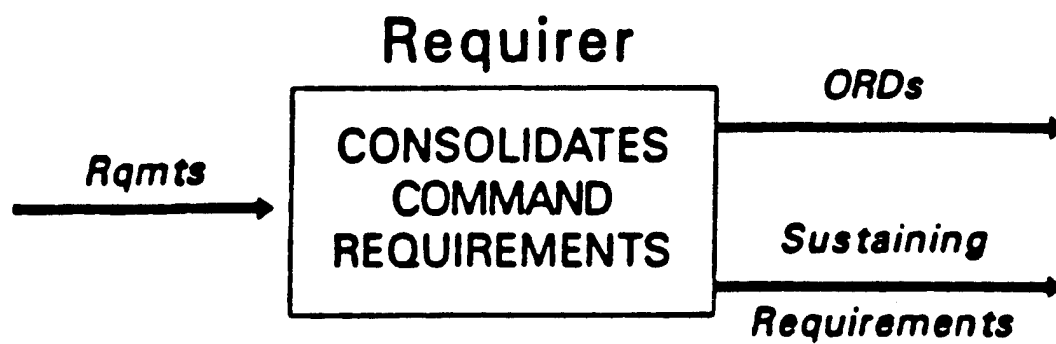 Requirer
ORDs
CONSOLIDATES
Rqmts
COMMAND
REQUIREMENTS
Sustaining
Requirements